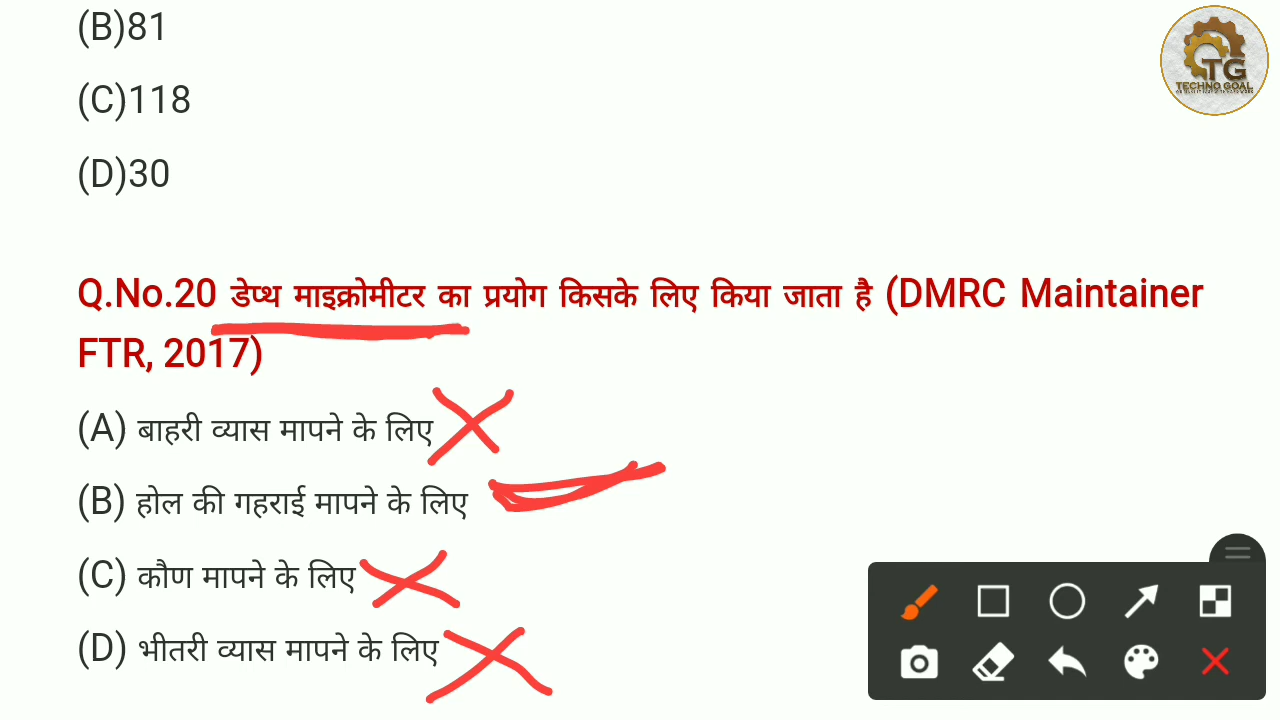 (B)81
TG
TECHNO GOAL
(C)118
(D)30
Q.No.20 डेप्थ माइक्रोमीटर का प्रयोग किसके लिए किया जाता है (DMRC Maintainer
FTR, 2017)
(A) बाहरी व्यास मापने के लिए
(B) होल की गहराई मापने के लिए
(C) कौण मापने के लिए
(D) भीतरी व्यास मापने के लिए